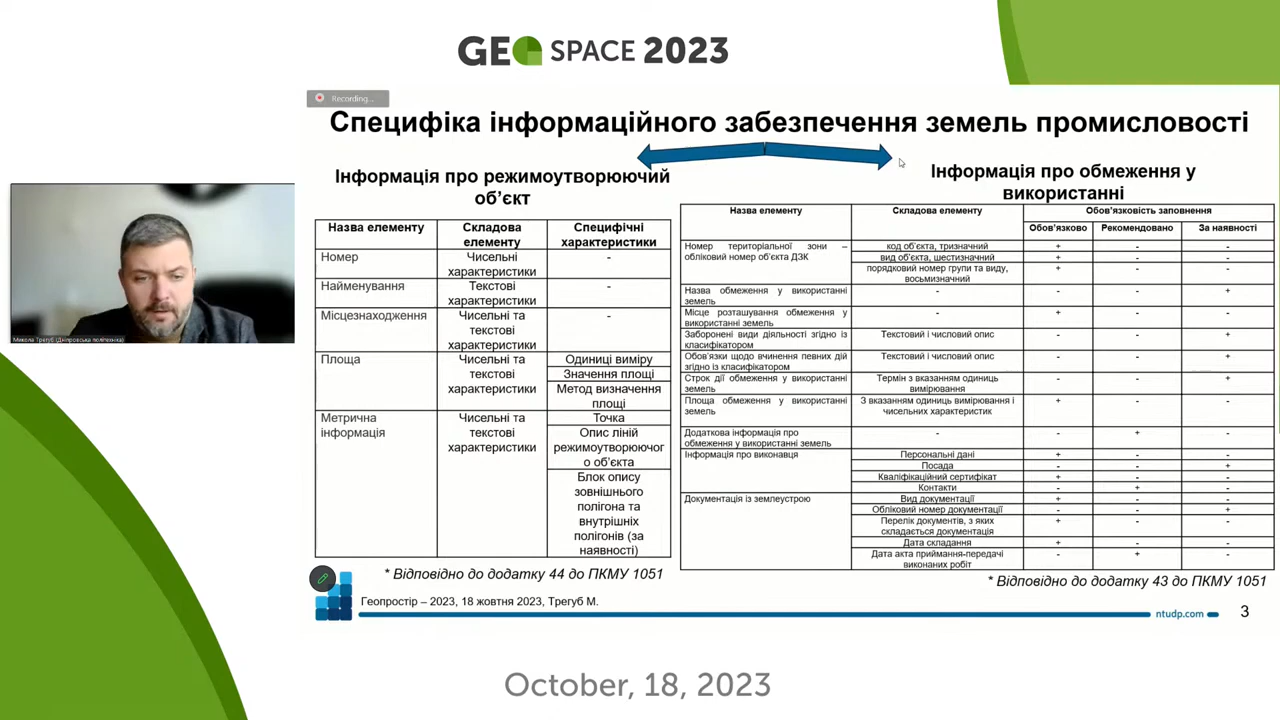 GEO SPACE 2023
Recording...
Специфіка інформаційного забезпечення земель промисловості
Інформація про режимоутворюючий
об’єкт
Назва елементу
Складова
елементу
Специфічні
характеристики
Номер
Чисельні
характеристики
-
Найменування
Текстові
характеристики
-
Місцезнаходження
Чисельні та
текстові
характеристики
-
Площа
Чисельні та
текстові
характеристики
Одиниці виміру
Значення площі
Метод визначення
площі
Метрична
інформація
Чисельні та
текстові
характеристики
Точка
Опис ліній
режимоутворюючог
о об’єкта
Блок опису
зовнішнього
полігона та
внутрішніх
полігонів (за
наявності)
* Відповідно до додатку 44 до ПКМУ 1051
Інформація про обмеження у
використанні
Назва елементу
Складова елементу
Обов’язковість заповнення
Обов’язково
Рекомендовано
За наявності
Номер територіальної зони –
обліковий номер об’єкта ДЗК
код об’єкта, тризначний + - -
вид об’єкта, шестизначний + - -
порядковий номер групи та виду,
восьмизначний
+ - -
Назва обмеження у використанні
земель
- - - +
Місце розташування обмеження у
використанні земель
- + - -
Заборонені види діяльності згідно із
класифікатором
Текстовий і числовий опис - - +
Обов’язки щодо вчинення певних дій
згідно із класифікатором
Текстовий і числовий опис - - +
Строк дії обмеження у використанні
земель
Термін з вказанням одиниць
вимірювання
- - +
Площа обмеження у використанні
земель
З вказанням одиниць вимірювання і
чисельних характеристик
+ - -
Додаткова інформація про
обмеження у використанні земель
- - + -
Інформація про виконавця
Персональні дані + - -
Посада - - +
Кваліфікаційний сертифікат + - -
Контакти - + -
Документація із землеустрою
Вид документації + - -
Обліковий номер документації - - +
Перелік документів, з яких
складається документація
+ - -
Дата складання + - -
Дата акта приймання-передачі
виконаних робіт
- + -
* Відповідно до додатку 43 до ПКМУ 1051
Микола Трегуб (Дніпровська політехніка)
Геопростір – 2023, 18 жовтня 2023, Трегуб М.
ntudp.com
3
October, 18, 2023